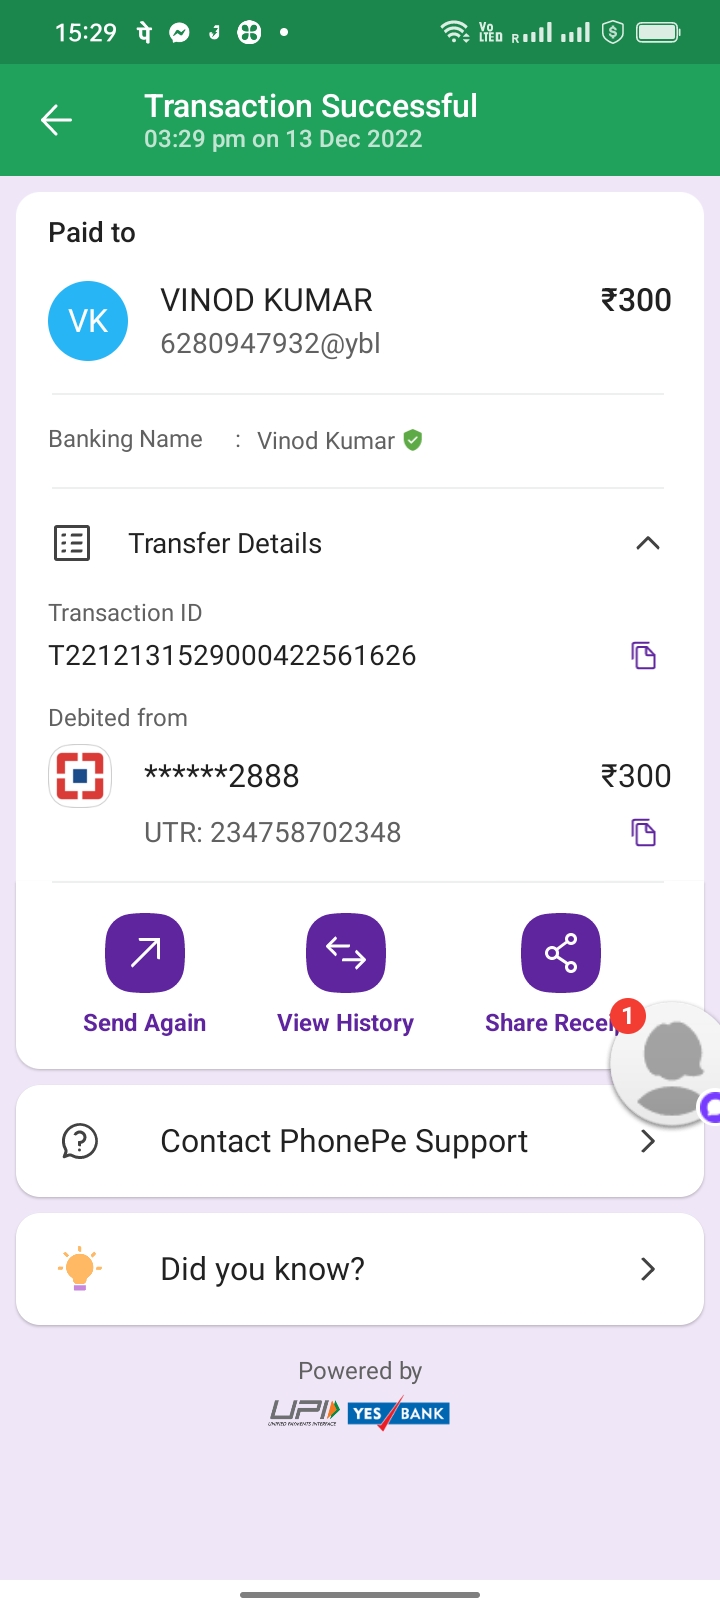 15:29 पे
Vo
LTED R
Transaction Successful
03:29 pm on 13 Dec 2022
Paid to
VK VINOD KUMAR ₹300
6280947932@ybl
Banking Name : Vinod Kumar
Transfer Details
Transaction ID
T2212131529000422561626
Debited from
******2888 ₹300
UTR: 234758702348
Send Again View History Share Recei
1
Contact PhonePe Support
Did you know?
Powered by
UPI YES BANK
UNIFIED PAYMENTS INTERFACE